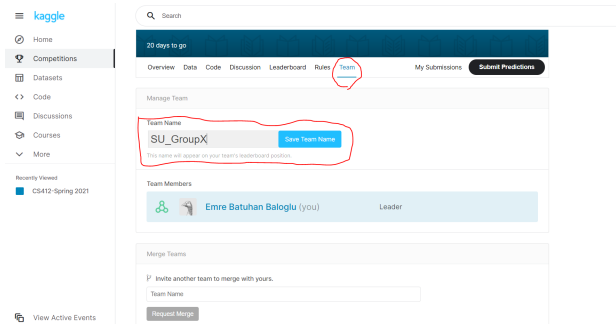 kaggle
Search
Home
Competitions
Datasets
Code
Discussions
Courses
More
Recently Viewed
CS412-Spring 2021
View Active Events
20 days to go
Overview Data Code Discussion Leaderboard Rules Team My Submissions Submit Predictions
Manage Team
Team Name
SU_GroupX Save Team Name
This name will appear on your team's leaderboard position.
Team Members
Emre Batuhan Baloglu (you) Leader
Merge Teams
Invite another team to merge with yours.
Team Name
Request Merge